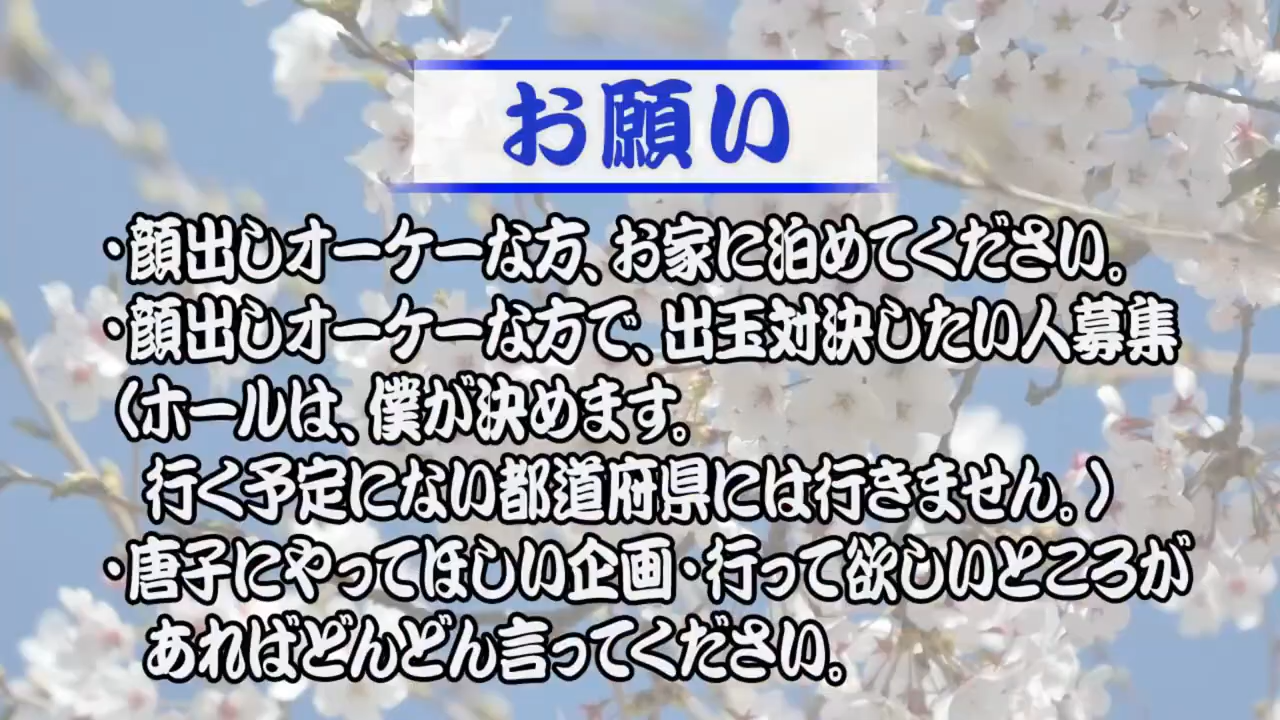 お願い
・顔出しオーケーな方、お家に泊めてください。
・顔出しオーケーな方で、出玉対決したい人募集
(ホールは、僕が決めます。
行く予定にない都道府県には行きません。)
・唐子にやってほしい企画・行って欲しいところが
あればどんどん言ってください。